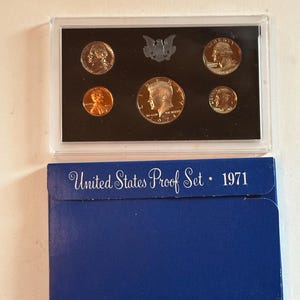 United States Proof Set • 1971